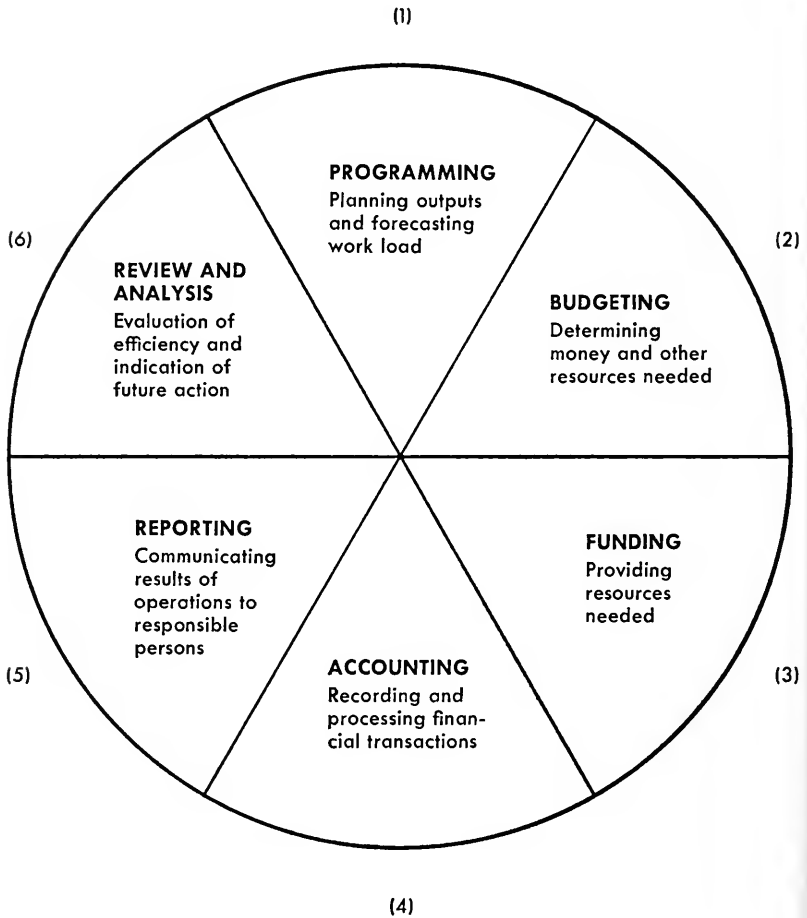 (1)
PROGRAMMING
Planning outputs
and forecasting
work load
(2)
BUDGETING
Determining
money and other
resources needed
(3)
FUNDING
Providing
resources
needed
(4)
ACCOUNTING
Recording and
processing finan-
cial transactions
(5)
REPORTING
Communicating
results of
operations to
responsible
persons
(6)
REVIEW AND
ANALYSIS
Evaluation of
efficiency and
indication of
future action